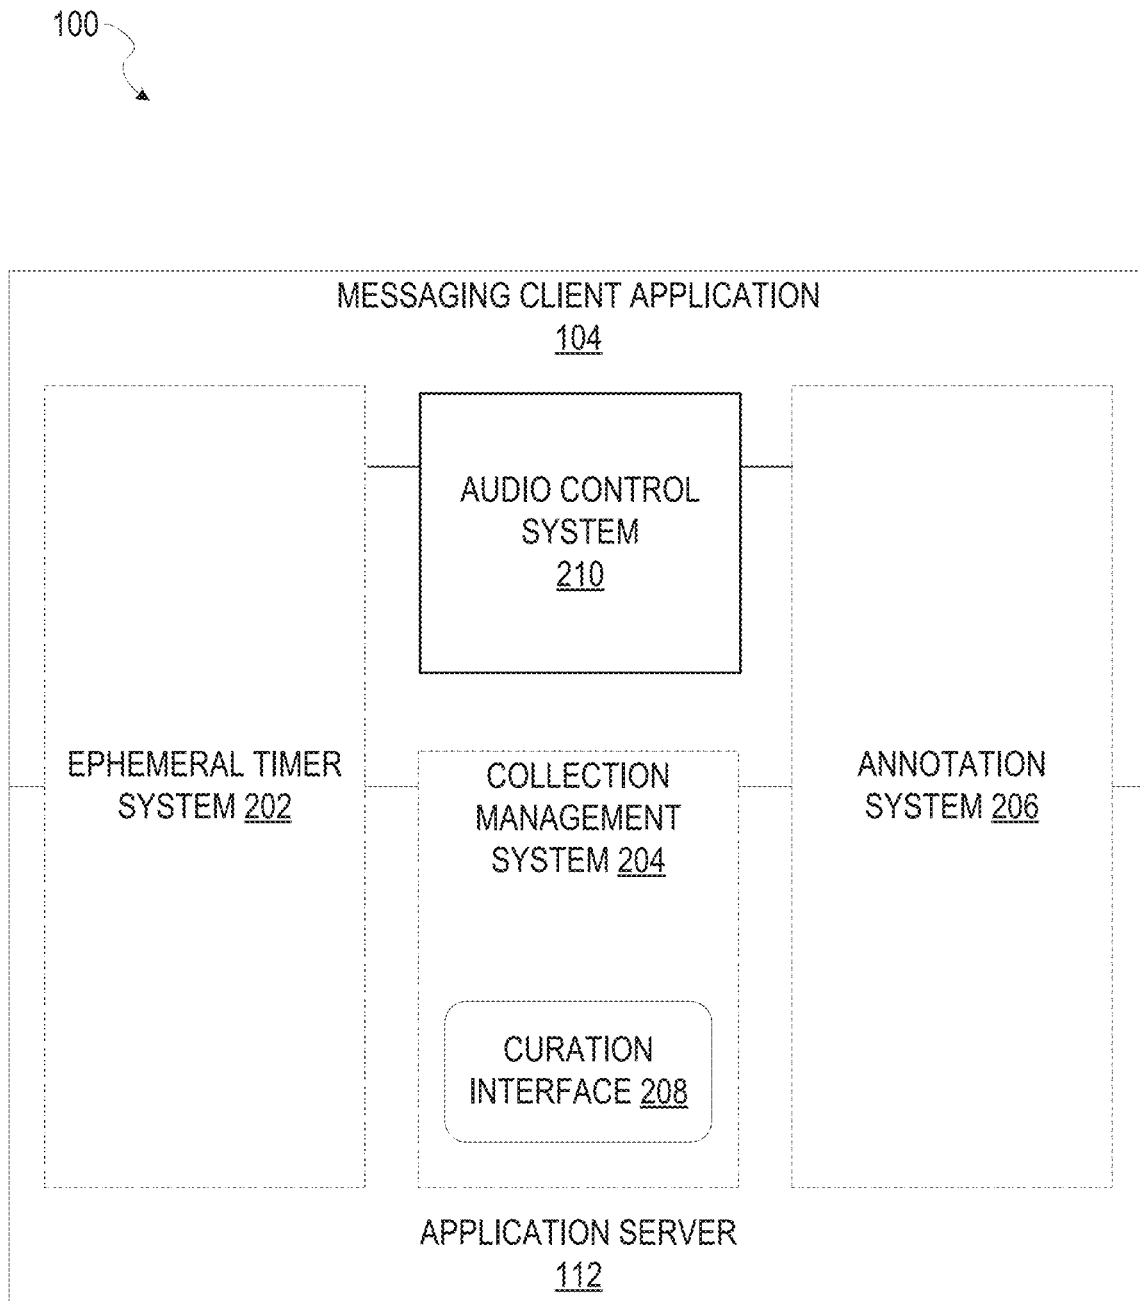 100
MESSAGING CLIENT APPLICATION
104
AUDIO CONTROL
SYSTEM
210
EPHEMERAL TIMER
SYSTEM 202
COLLECTION
MANAGEMENT
SYSTEM 204
ANNOTATION
SYSTEM 206
CURATION
INTERFACE 208
APPLICATION SERVER
112